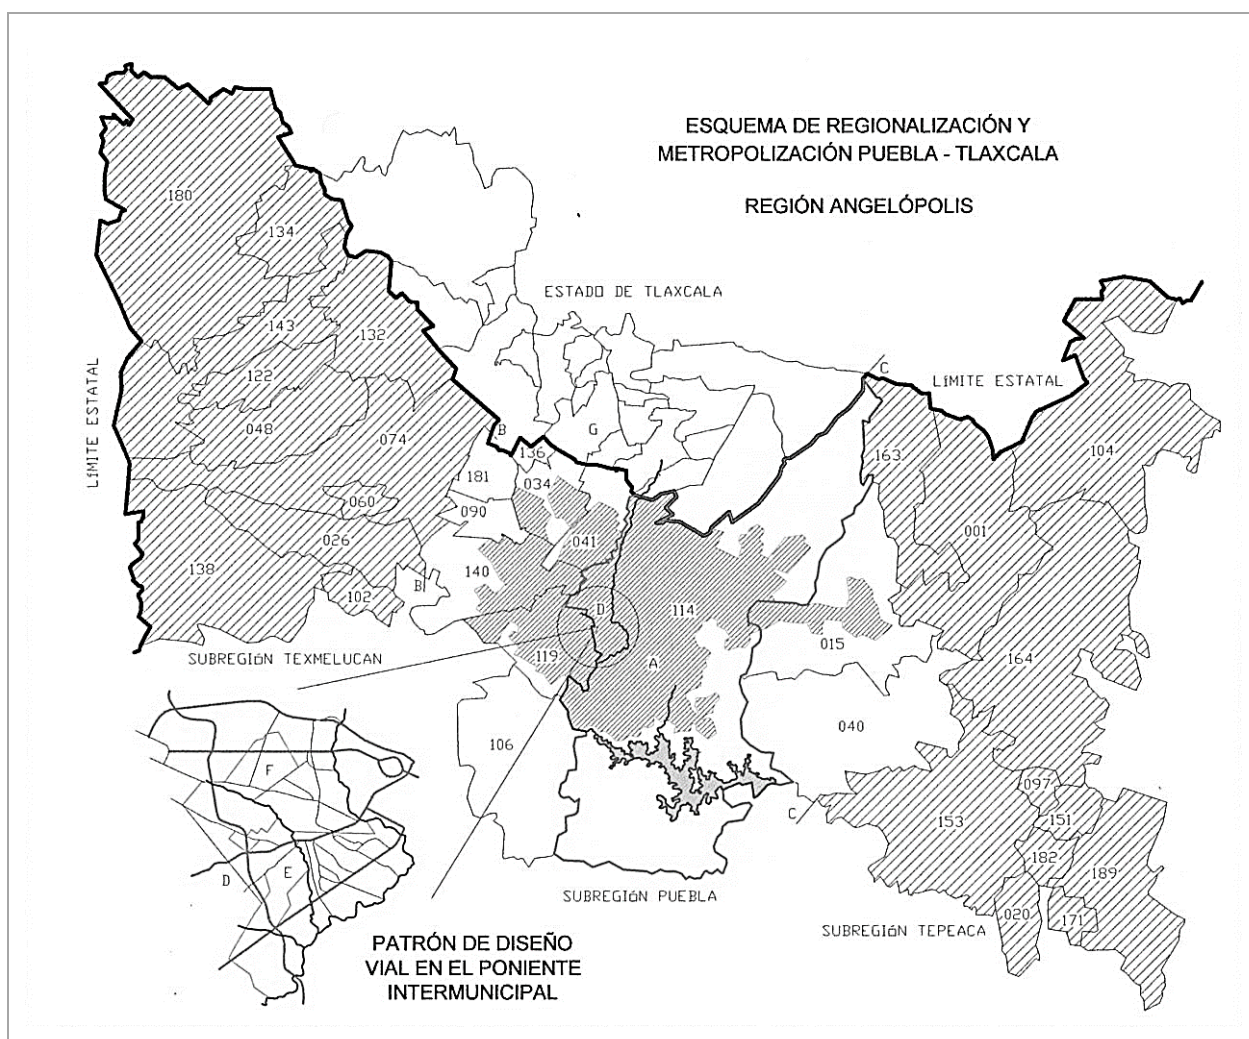 ESQUEMA DE REGIONALIZACIÓN Y
METROPOLIZACIÓN PUEBLA - TLAXCALA
REGIÓN ANGELÓPOLIS
180
134
ESTADO DE TLAXCALA
143
132
122
LÍMITE ESTATAL
C
LÍMITE ESTATAL
048
074
B
G
136
163
104
181
034
060
090
026
041
001
138
140
B
102
D
114
015
164
SUBREGIÓN TEXMELUCAN
119
A
106
040
F
097
C
153
151
182
D
E
189
SUBREGIÓN PUEBLA
020
171
SUBREGIÓN TEPEACA
PATRÓN DE DISEÑO
VIAL EN EL PONIENTE
INTERMUNICIPAL